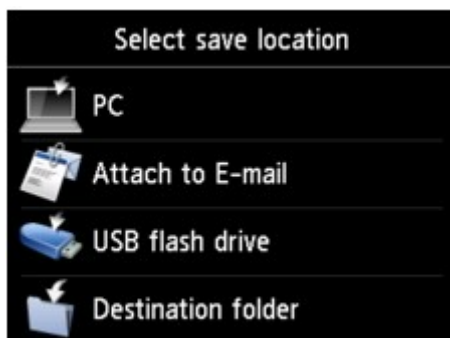 Select save location
PC
Attach to E-mail
USB flash drive
Destination folder